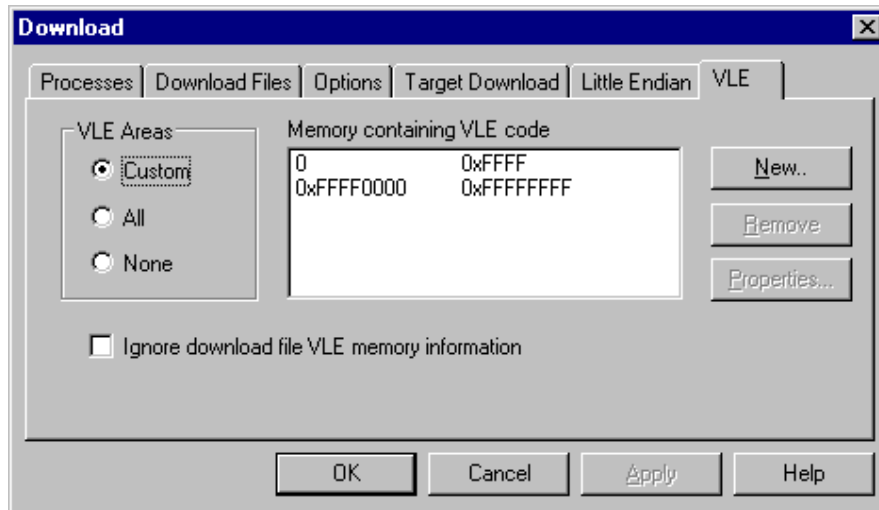 Download
Processes Download Files Options Target Download Little Endian VLE
VLE Areas
Memory containing VLE code
Custom
0 0xFFFF
New..
0xFFFF0000 0xFFFFFFFF
All
Remove
None
Properties...
Ignore download file VLE memory information
OK Cancel Apply Help